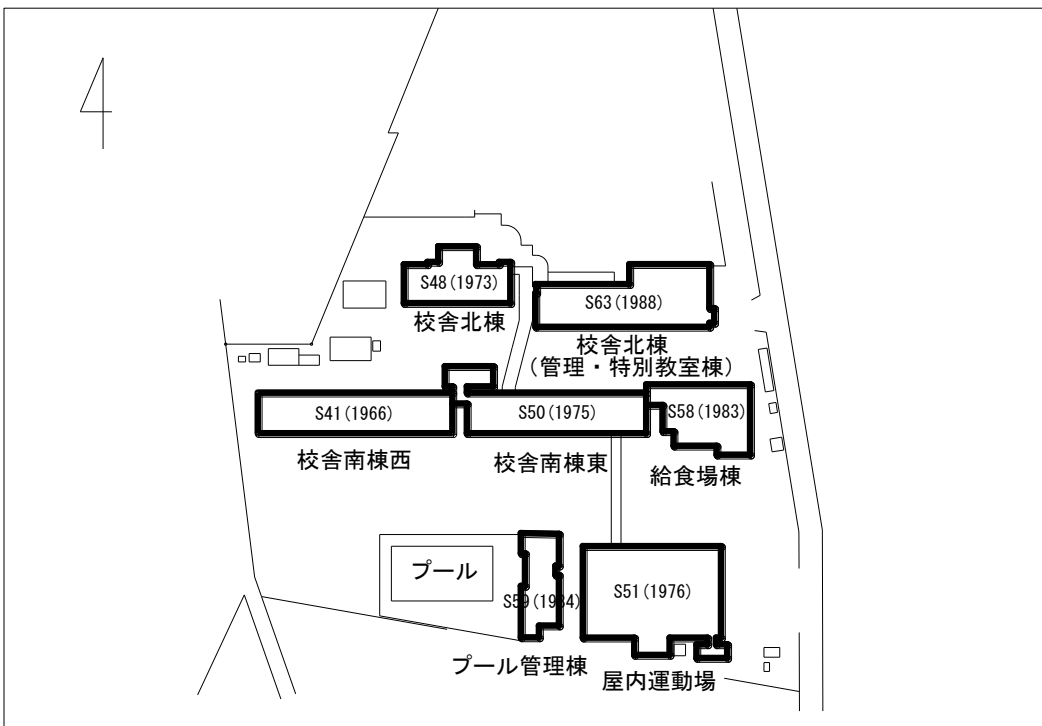 S48(1973)
校舎北棟
S63(1988)
校舎北棟
(管理・特別教室棟)
S41(1966)
校舎南棟西
S50(1975)
校舎南棟東
S58(1983)
給食場棟
プール
S59(1984)
プール管理棟
S51(1976)
屋内運動場